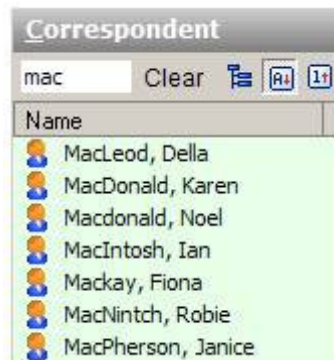 Correspondent
mac Clear
Name
MacLeod, Della
MacDonald, Karen
Macdonald, Noel
MacIntosh, Ian
Mackay, Fiona
MacNintch, Robie
MacPherson, Janice